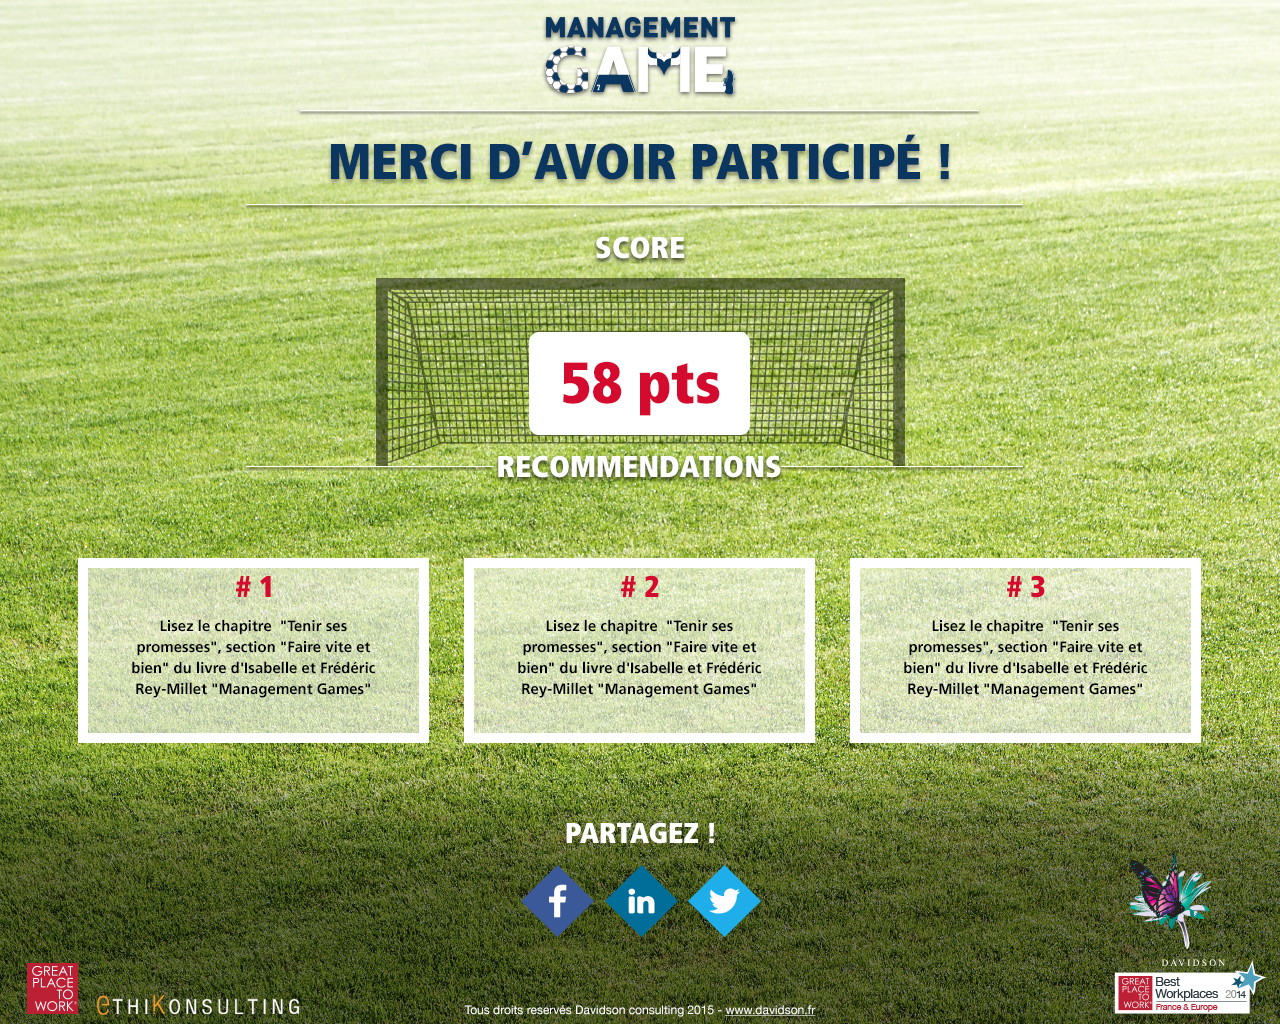 MANAGEMENT
GAME
MERCI D'AVOIR PARTICIPÉ !
SCORE
58 pts
RECOMMENDATIONS
# 1
Lisez le chapitre  "Tenir ses
promesses", section "Faire vite et
bien" du livre d'Isabelle et Frédéric
Rey-Millet "Management Games"
# 2
Lisez le chapitre  "Tenir ses
promesses", section "Faire vite et
bien" du livre d'Isabelle et Frédéric
Rey-Millet "Management Games"
# 3
Lisez le chapitre  "Tenir ses
promesses", section "Faire vite et
bien" du livre d'Isabelle et Frédéric
Rey-Millet "Management Games"
PARTAGEZ !
f
in
GREAT
PLACE
TO
WORK
eTHIKONSULTING
Tous droits reservés Davidson consulting 2015 - www.davidson.fr
DAVIDSON
GREAT
PLACE
TO
WORK
Best
Workplaces 2014
France & Europe